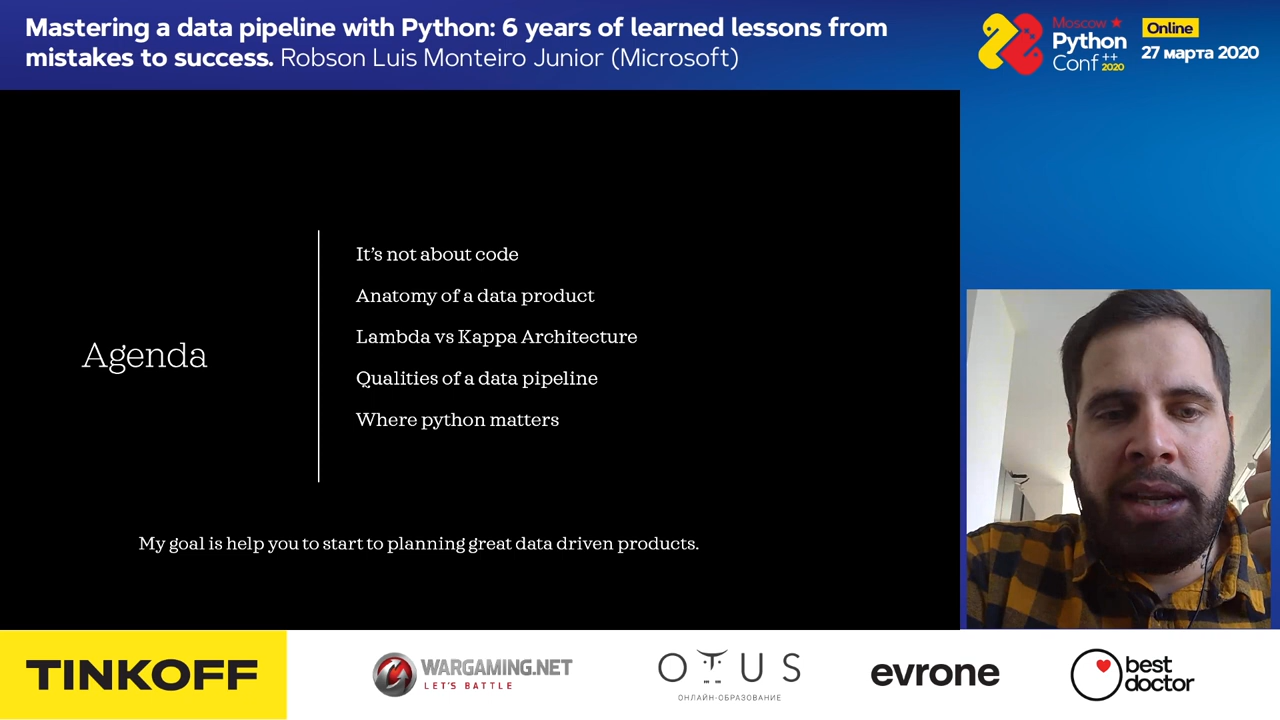 Mastering a data pipeline with Python: 6 years of learned lessons from
mistakes to success. Robson Luis Monteiro Junior (Microsoft)
Moscow
Python
Conf ++
2020
Online
27 марта 2020
Agenda
It's not about code
Anatomy of a data product
Lambda vs Kappa Architecture
Qualities of a data pipeline
Where python matters
My goal is help you to start to planning great data driven products.
TINKOFF
WARGAMING.NET
LET'S BATTLE
OTUS
ОНЛАЙН-ОБРАЗОВАНИЕ
evrone
best
doctor